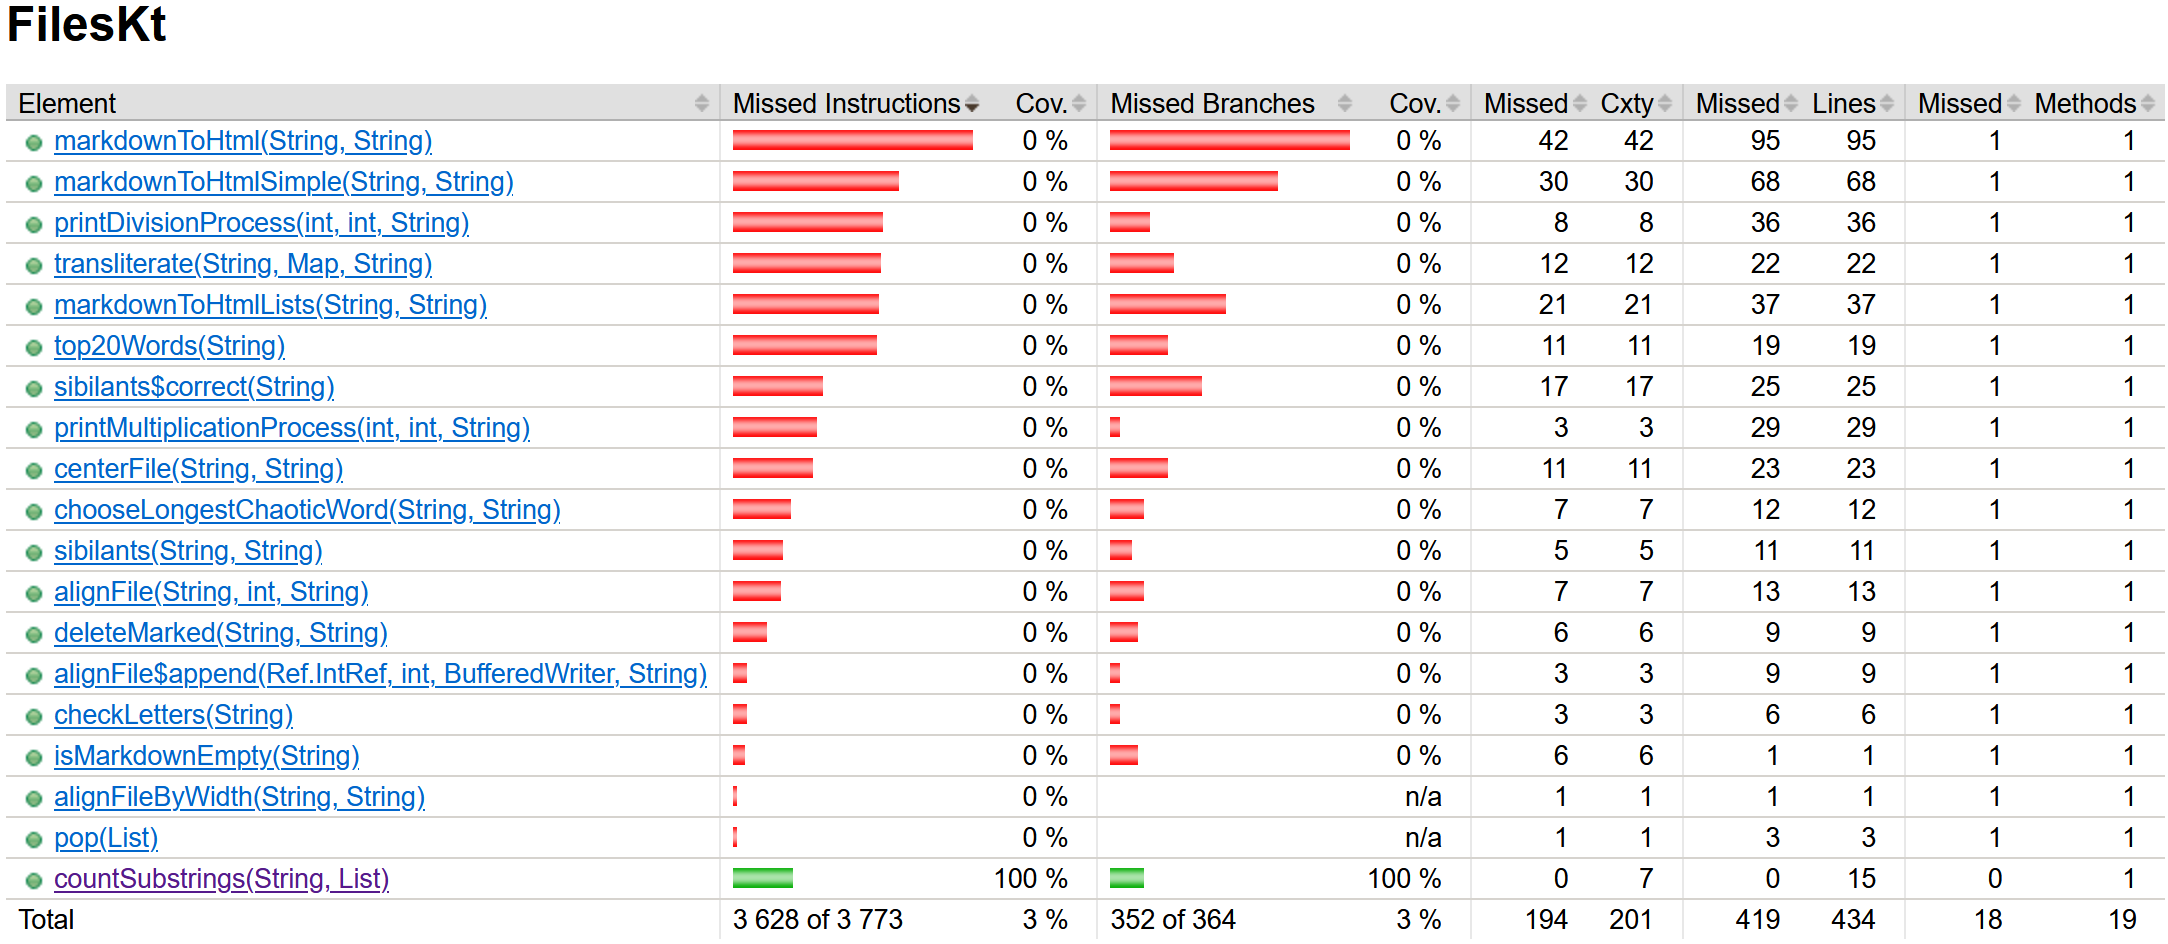 FilesKt
Element Missed Instructions Cov. Missed Branches Cov. Missed Cxty Missed Lines Missed Methods
markdownToHtml(String, String) 0 % 0 % 42 42 95 95 1 1
markdownToHtmlSimple(String, String) 0 % 0 % 30 30 68 68 1 1
printDivisionProcess(int, int, String) 0 % 0 % 8 8 36 36 1 1
transliterate(String, Map, String) 0 % 0 % 12 12 22 22 1 1
markdownToHtmlLists(String, String) 0 % 0 % 21 21 37 37 1 1
top20Words(String) 0 % 0 % 11 11 19 19 1 1
sibilants$correct(String) 0 % 0 % 17 17 25 25 1 1
printMultiplicationProcess(int, int, String) 0 % 0 % 3 3 29 29 1 1
centerFile(String, String) 0 % 0 % 11 11 23 23 1 1
chooseLongestChaoticWord(String, String) 0 % 0 % 7 7 12 12 1 1
sibilants(String, String) 0 % 0 % 5 5 11 11 1 1
alignFile(String, int, String) 0 % 0 % 7 7 13 13 1 1
deleteMarked(String, String) 0 % 0 % 6 6 9 9 1 1
alignFile$append(Ref.IntRef, int, BufferedWriter, String) 0 % 0 % 3 3 9 9 1 1
checkLetters(String) 0 % 0 % 3 3 6 6 1 1
isMarkdownEmpty(String) 0 % 0 % 6 6 1 1 1 1
alignFileByWidth(String, String) 0 % n/a 1 1 1 1 1 1
pop(List) 0 % n/a 1 1 3 3 1 1
countSubstrings(String, List) 100 % 100 % 0 7 0 15 0 1
Total 3 628 of 3 773 3 % 352 of 364 3 % 194 201 419 434 18 19